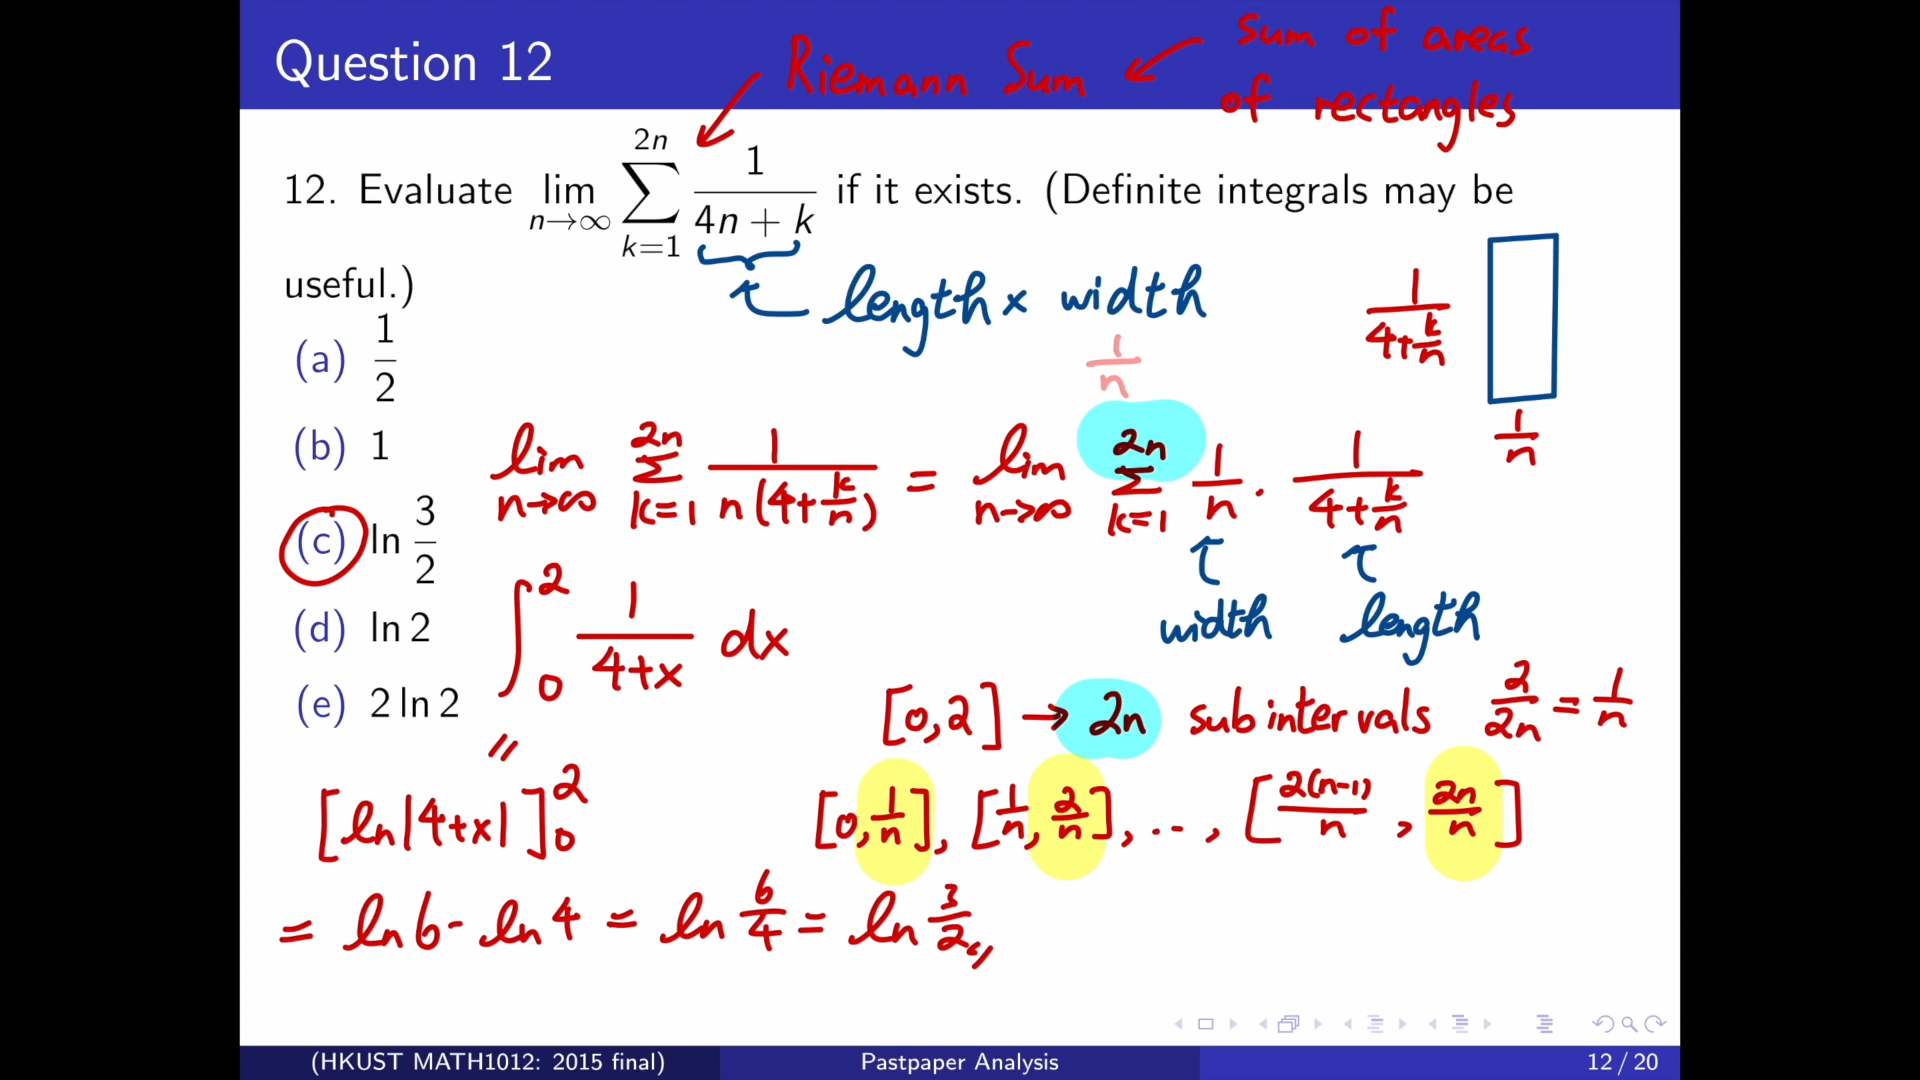 Question 12
Riemann Sum
sum of areas
of rectangles
12. Evaluate lim_{n→∞} ∑_{k=1}^{2n} 1/(4n + k) if it exists. (Definite integrals may be
useful.)
length × width
1/n
1/(4+k/n)
1/n
(a) 1/2
(b) 1
(c) ln 3/2
(d) ln 2
(e) 2 ln 2
lim_{n→∞} ∑_{k=1}^{2n} 1/(n(4+k/n)) = lim_{n→∞} ∑_{k=1}^{2n} 1/n · 1/(4+k/n)
width length
∫_0^2 1/(4+x) dx
[0,2] → 2n subintervals 2/2n = 1/n
[0, 1/n], [1/n, 2/n], ..., [2(n-1)/n, 2n/n]
"
[ln|4+x|]_0^2
= ln 6 - ln 4 = ln 6/4 = ln 3/2 //
(HKUST MATH1012: 2015 final) Pastpaper Analysis 12 / 20